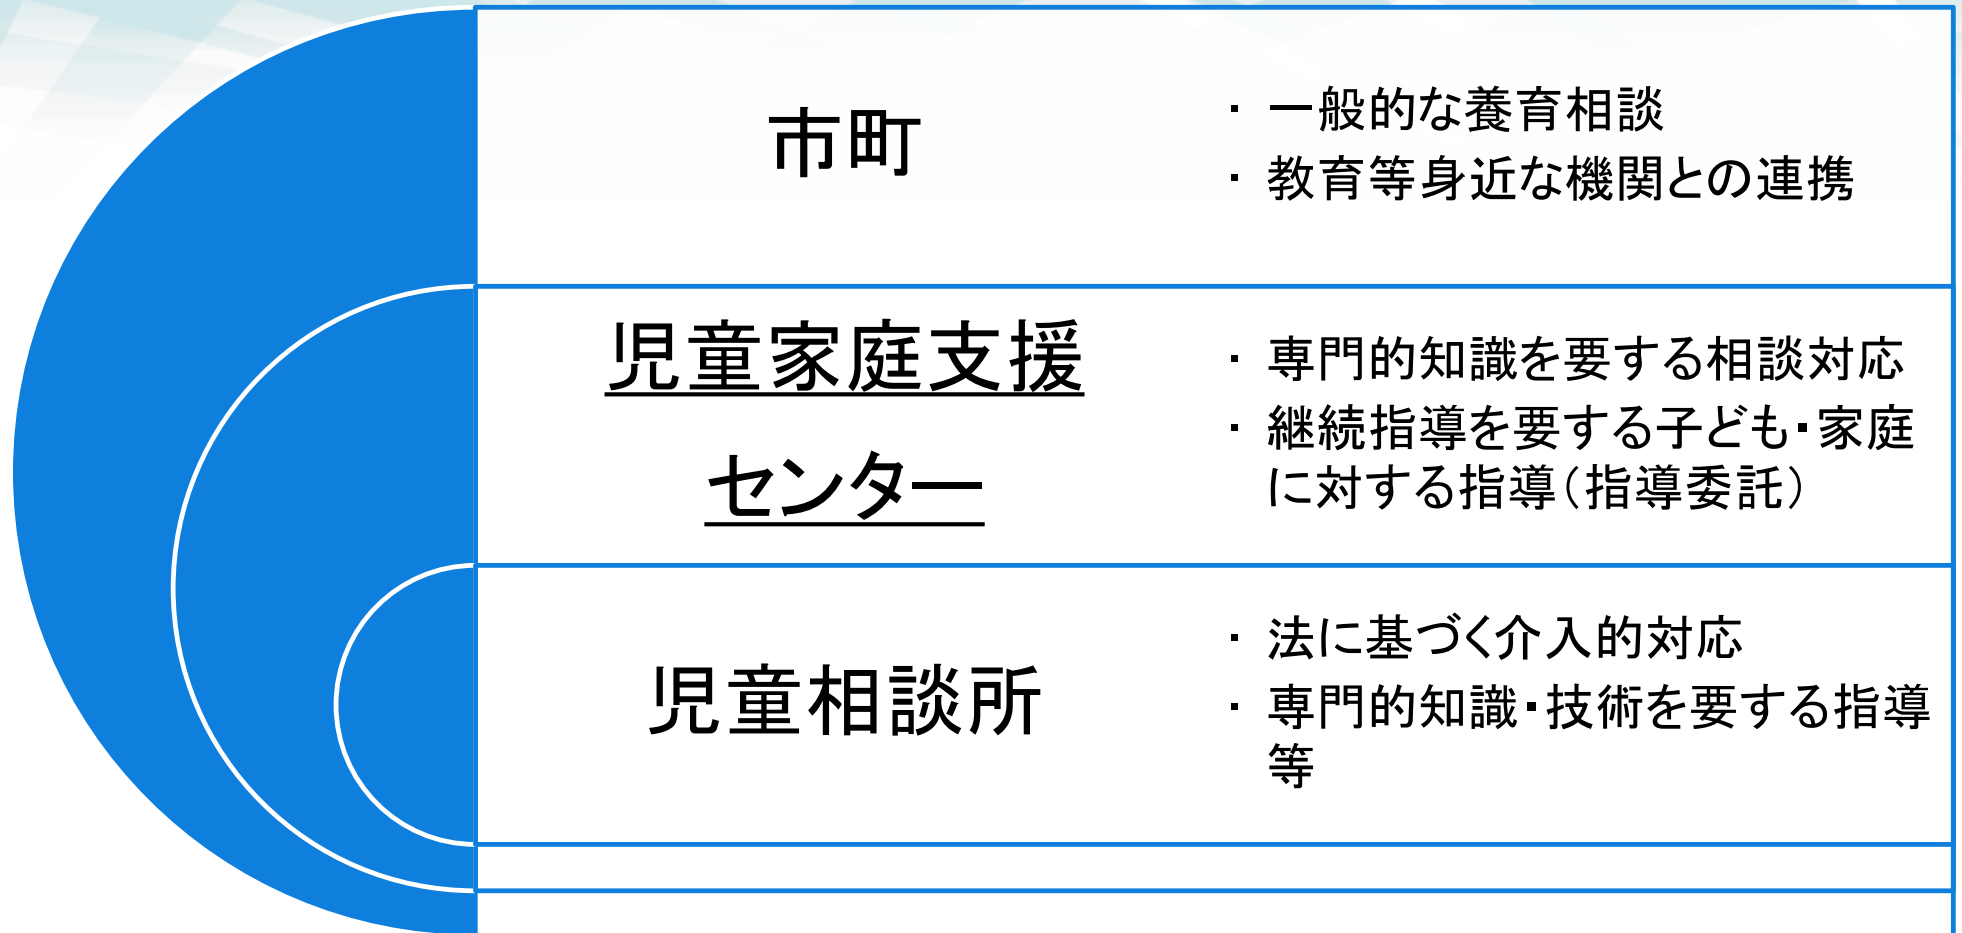 市町
・ 一般的な養育相談
・ 教育等身近な機関との連携
児童家庭支援
センター
・ 専門的知識を要する相談対応
・ 継続指導を要する子ども・家庭
に対する指導（指導委託）
児童相談所
・ 法に基づく介入的対応
・ 専門的知識・技術を要する指導
等